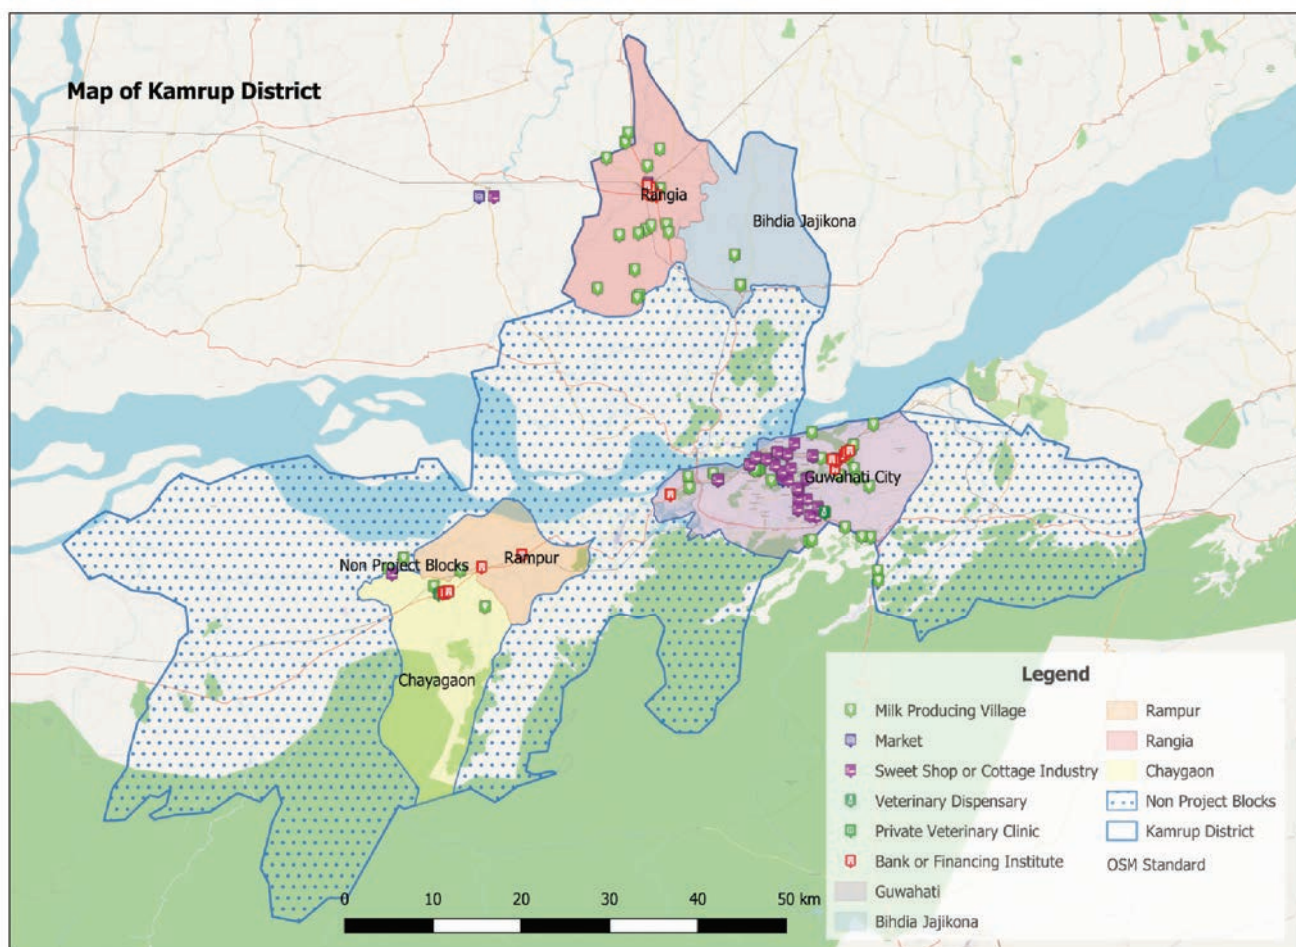 Map of Kamrup District
Rangia
Bihdia Jajikona
Guwahati City
Non Project Blocks
Rampur
Chayagaon
Legend
Milk Producing Village
Market
Sweet Shop or Cottage Industry
Veterinary Dispensary
Private Veterinary Clinic
Bank or Financing Institute
Guwahati
Bihdia Jajikona
Rampur
Rangia
Chaygaon
Non Project Blocks
Kamrup District
OSM Standard
0 10 20 30 40 50 km